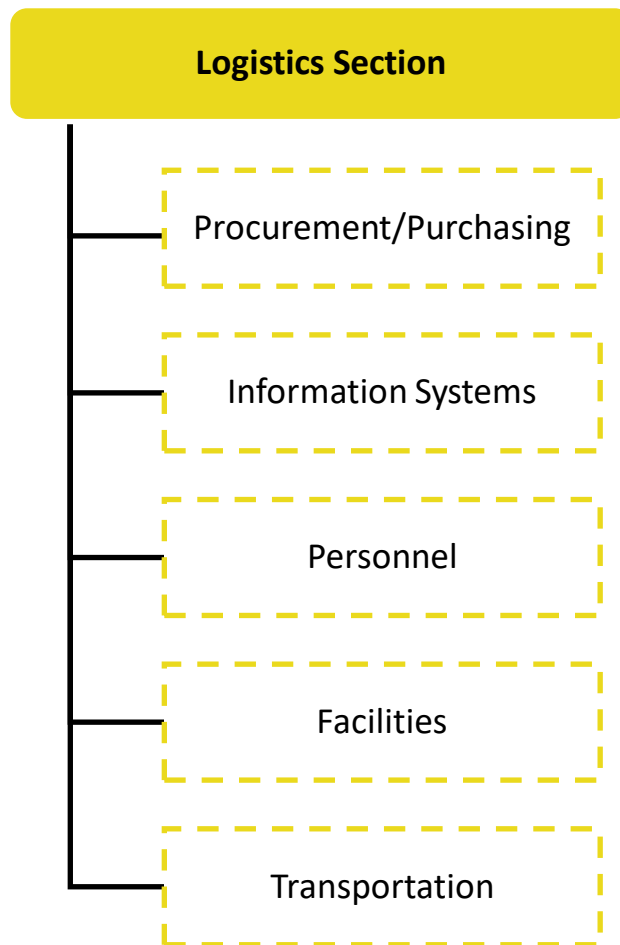 Logistics Section
Procurement/Purchasing
Information Systems
Personnel
Facilities
Transportation